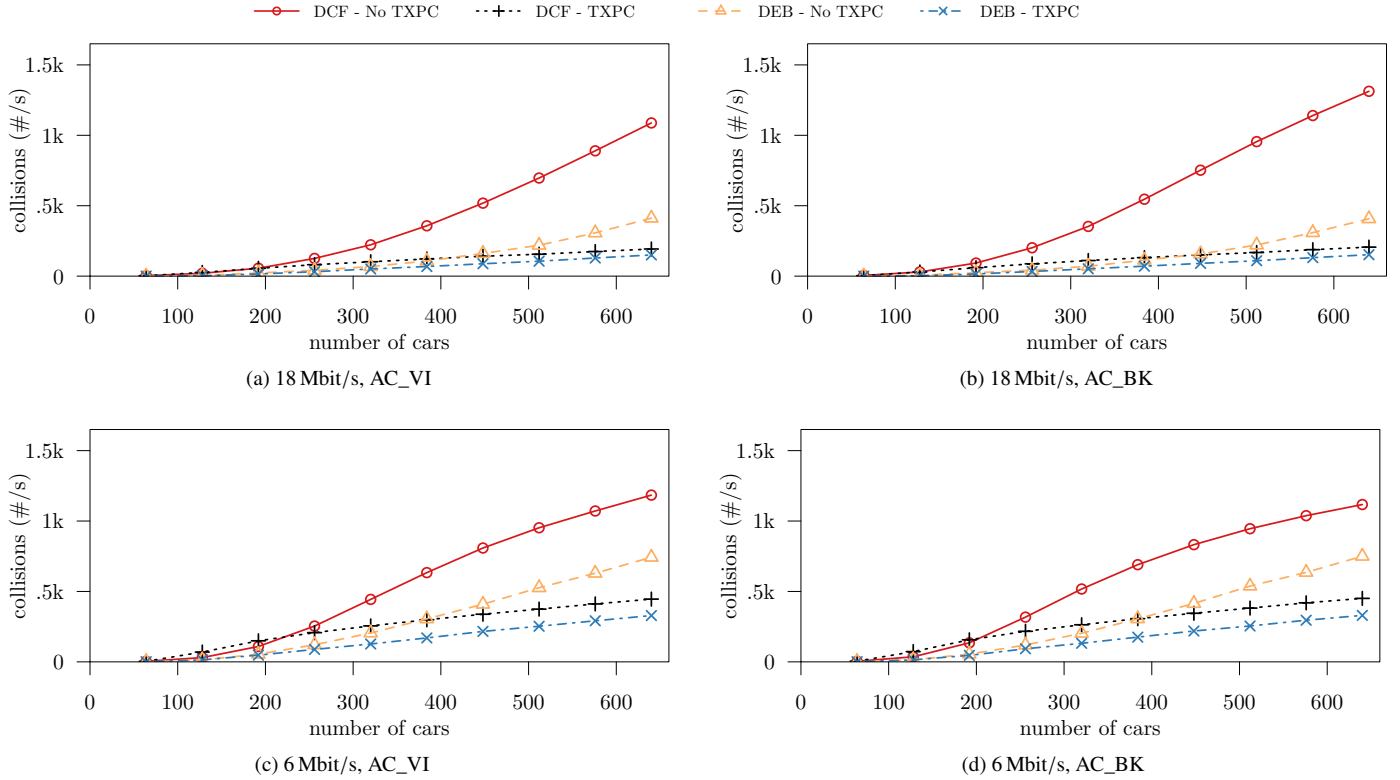 DCF - No TXPC DCF - TXPC DEB - No TXPC DEB - TXPC
collisions (#/s)
1.5k
1k
.5k
0
0 100 200 300 400 500 600
number of cars
(a) 18 Mbit/s, AC_VI
collisions (#/s)
1.5k
1k
.5k
0
0 100 200 300 400 500 600
number of cars
(b) 18 Mbit/s, AC_BK
collisions (#/s)
1.5k
1k
.5k
0
0 100 200 300 400 500 600
number of cars
(c) 6 Mbit/s, AC_VI
collisions (#/s)
1.5k
1k
.5k
0
0 100 200 300 400 500 600
number of cars
(d) 6 Mbit/s, AC_BK